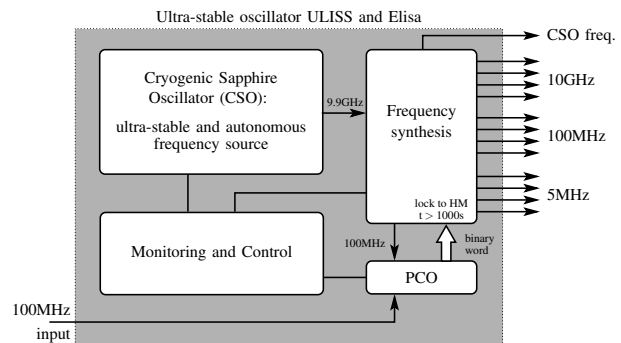 Ultra-stable oscillator ULISS and Elisa
CSO freq.
Cryogenic Sapphire
Oscillator (CSO):
ultra-stable and autonomous
frequency source
9.9GHz
Frequency
synthesis
lock to HM
t > 1000s
10GHz
100MHz
5MHz
Monitoring and Control
100MHz
binary
word
PCO
100MHz
input